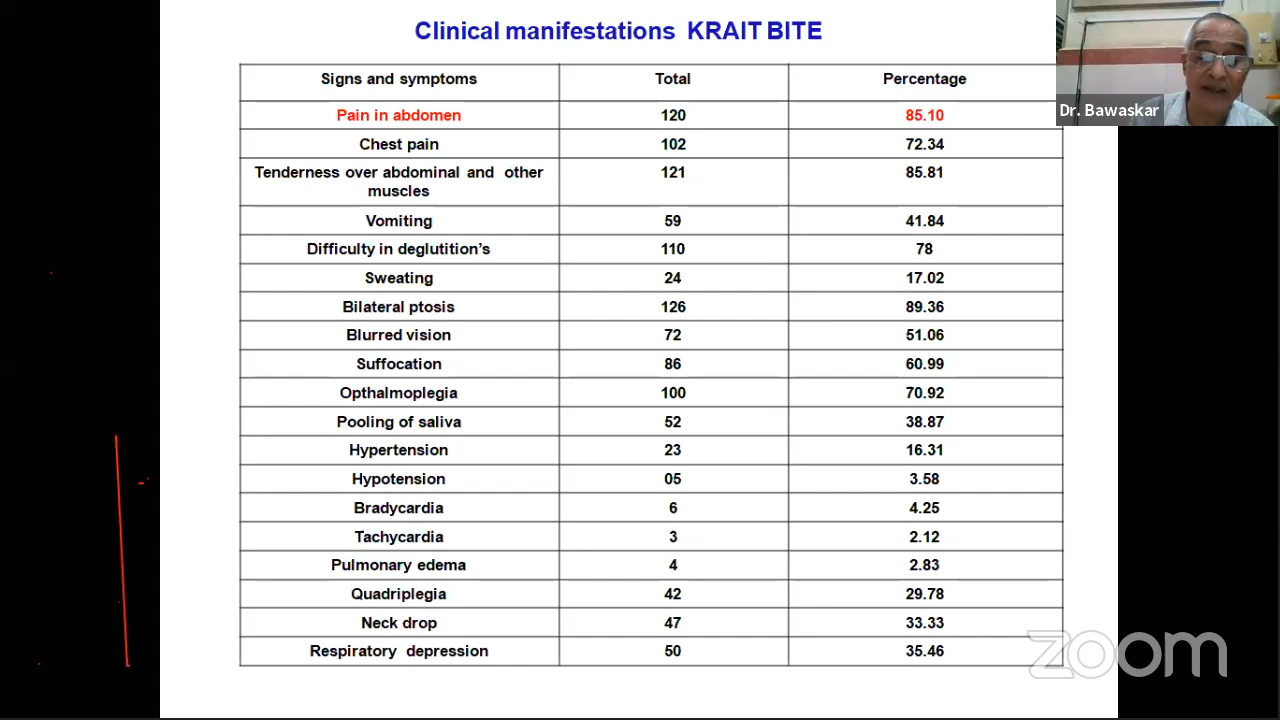 Clinical manifestations KRAIT BITE
Signs and symptoms Total Percentage
Pain in abdomen 120 85.10
Chest pain 102 72.34
Tenderness over abdominal and other 121 85.81
muscles
Vomiting 59 41.84
Difficulty in deglutition’s 110 78
Sweating 24 17.02
Bilateral ptosis 126 89.36
Blurred vision 72 51.06
Suffocation 86 60.99
Opthalmoplegia 100 70.92
Pooling of saliva 52 38.87
Hypertension 23 16.31
Hypotension 05 3.58
Bradycardia 6 4.25
Tachycardia 3 2.12
Pulmonary edema 4 2.83
Quadriplegia 42 29.78
Neck drop 47 33.33
Respiratory depression 50 35.46
Dr. Bawaskar
zoom